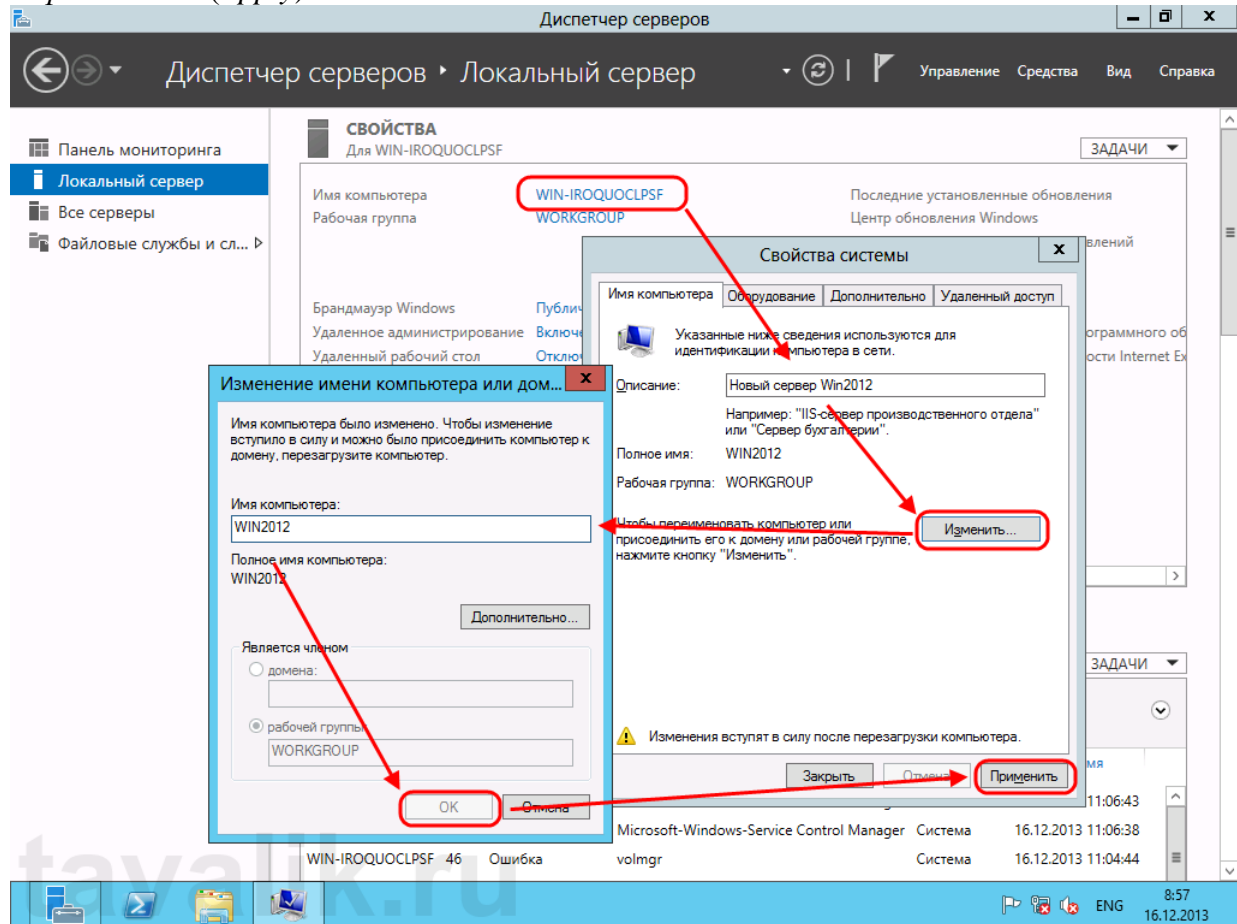 Диспетчер серверов
Диспетчер серверов • Локальный сервер
Управление Средства Вид Справка
Панель мониторинга
Локальный сервер
Все серверы
Файловые службы и сл...
СВОЙСТВА
Для WIN-IROQUOCLPSF
ЗАДАЧИ
Имя компьютера WIN-IROQUOCLPSF Последние установленные обновления
Рабочая группа WORKGROUP Центр обновления Windows
Брандмауэр Windows
Удаленное администрирование
Удаленный рабочий стол
Свойства системы
Имя компьютера Оборудование Дополнительно Удаленный доступ
Указанные ниже сведения используются для
идентификации компьютера в сети.
Описание: Новый сервер Win2012
Например: "IIS-сервер производственного отдела"
или "Сервер бухгалтерии".
Полное имя: WIN2012
Рабочая группа: WORKGROUP
Чтобы переименовать компьютер или
присоединить его к домену или рабочей группе,
нажмите кнопку "Изменить".
Изменить...
Изменения вступят в силу после перезагрузки компьютера.
Закрыть Отмена Применить
Изменение имени компьютера или дом...
Имя компьютера было изменено. Чтобы изменение
вступило в силу и можно было присоединить компьютер к
домену, перезагрузите компьютер.
Имя компьютера:
WIN2012
Полное имя компьютера:
WIN2012
Дополнительно...
Является членом
домена:
рабочей группы:
WORKGROUP
OK Отмена
ЗАДАЧИ
11:06:43
Microsoft-Windows-Service Control Manager Система 16.12.2013 11:06:38
WIN-IROQUOCLPSF 46 Ошибка volmgr Система 16.12.2013 11:04:44
tavalik.ru
ENG
8:57
16.12.2013